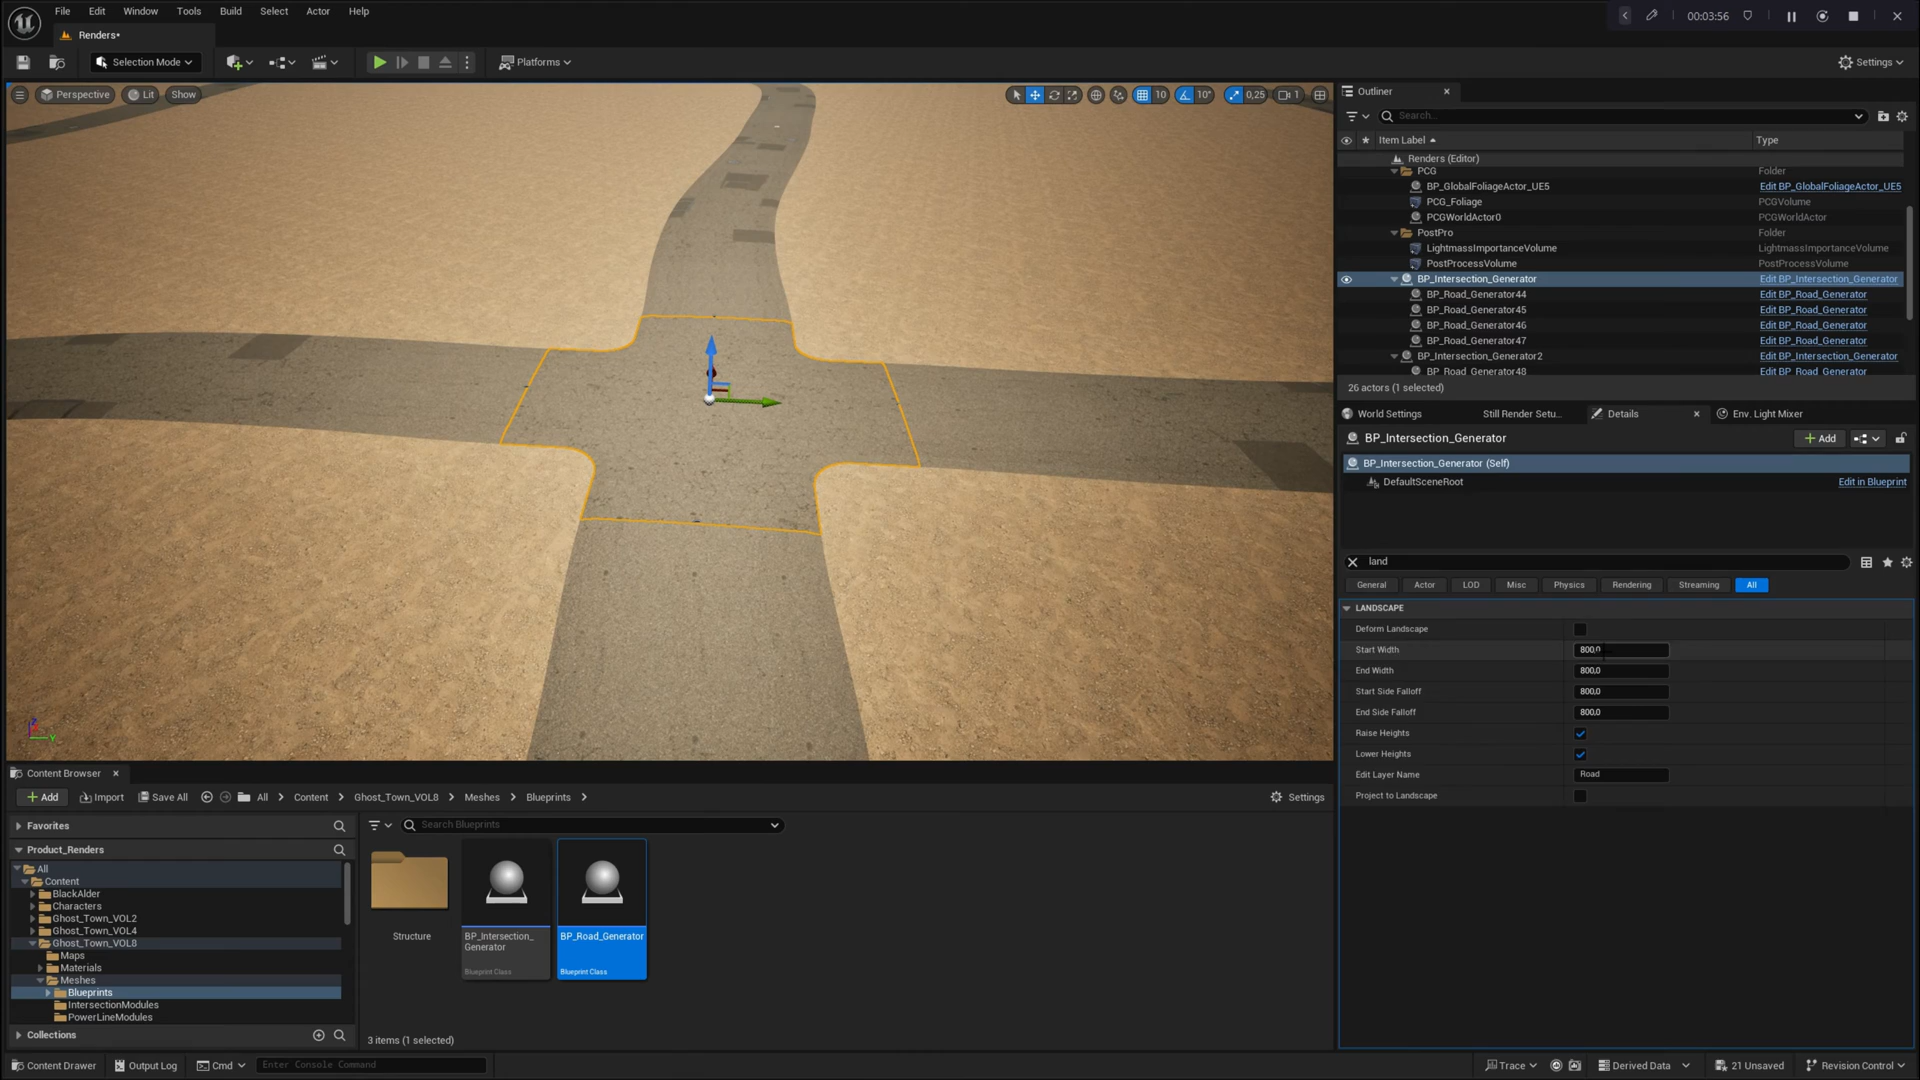 File Edit Window Tools Build Select Actor Help
00:03:56
Renders*
Selection Mode
Platforms
Settings
Perspective Lit Show
10 10° 0,25 1
Outliner
Search...
Item Label Type
Renders (Editor)
PCG Folder
BP_GlobalFoliageActor_UE5 Edit BP_GlobalFoliageActor_UE5
PCG_Foliage PCGVolume
PCGWorldActor0 PCGWorldActor
PostPro Folder
LightmassImportanceVolume LightmassImportanceVolume
PostProcessVolume PostProcessVolume
BP_Intersection_Generator Edit BP_Intersection_Generator
BP_Road_Generator44 Edit BP_Road_Generator
BP_Road_Generator45 Edit BP_Road_Generator
BP_Road_Generator46 Edit BP_Road_Generator
BP_Road_Generator47 Edit BP_Road_Generator
BP_Intersection_Generator2 Edit BP_Intersection_Generator
BP_Road_Generator48 Edit BP_Road_Generator
26 actors (1 selected)
World Settings Still Render Setu... Details Env. Light Mixer
BP_Intersection_Generator + Add
BP_Intersection_Generator (Self)
DefaultSceneRoot Edit in Blueprint
land
General Actor LOD Misc Physics Rendering Streaming All
LANDSCAPE
Deform Landscape
Start Width 800,0
End Width 800,0
Start Side Falloff 800,0
End Side Falloff 800,0
Raise Heights
Lower Heights
Edit Layer Name Road
Project to Landscape
Z
Y
Content Browser
+ Add Import Save All All > Content > Ghost_Town_VOL8 > Meshes > Blueprints >
Settings
Favorites
Search Blueprints
Product_Renders
All
Content
BlackAlder
Characters
Ghost_Town_VOL2
Ghost_Town_VOL4
Ghost_Town_VOL8
Maps
Materials
Meshes
Blueprints
IntersectionModules
PowerLineModules
Collections
Structure
BP_Intersection_
Generator
Blueprint Class
BP_Road_Generator
Blueprint Class
3 items (1 selected)
Content Drawer Output Log Cmd Enter Console Command
Trace Derived Data 21 Unsaved Revision Control